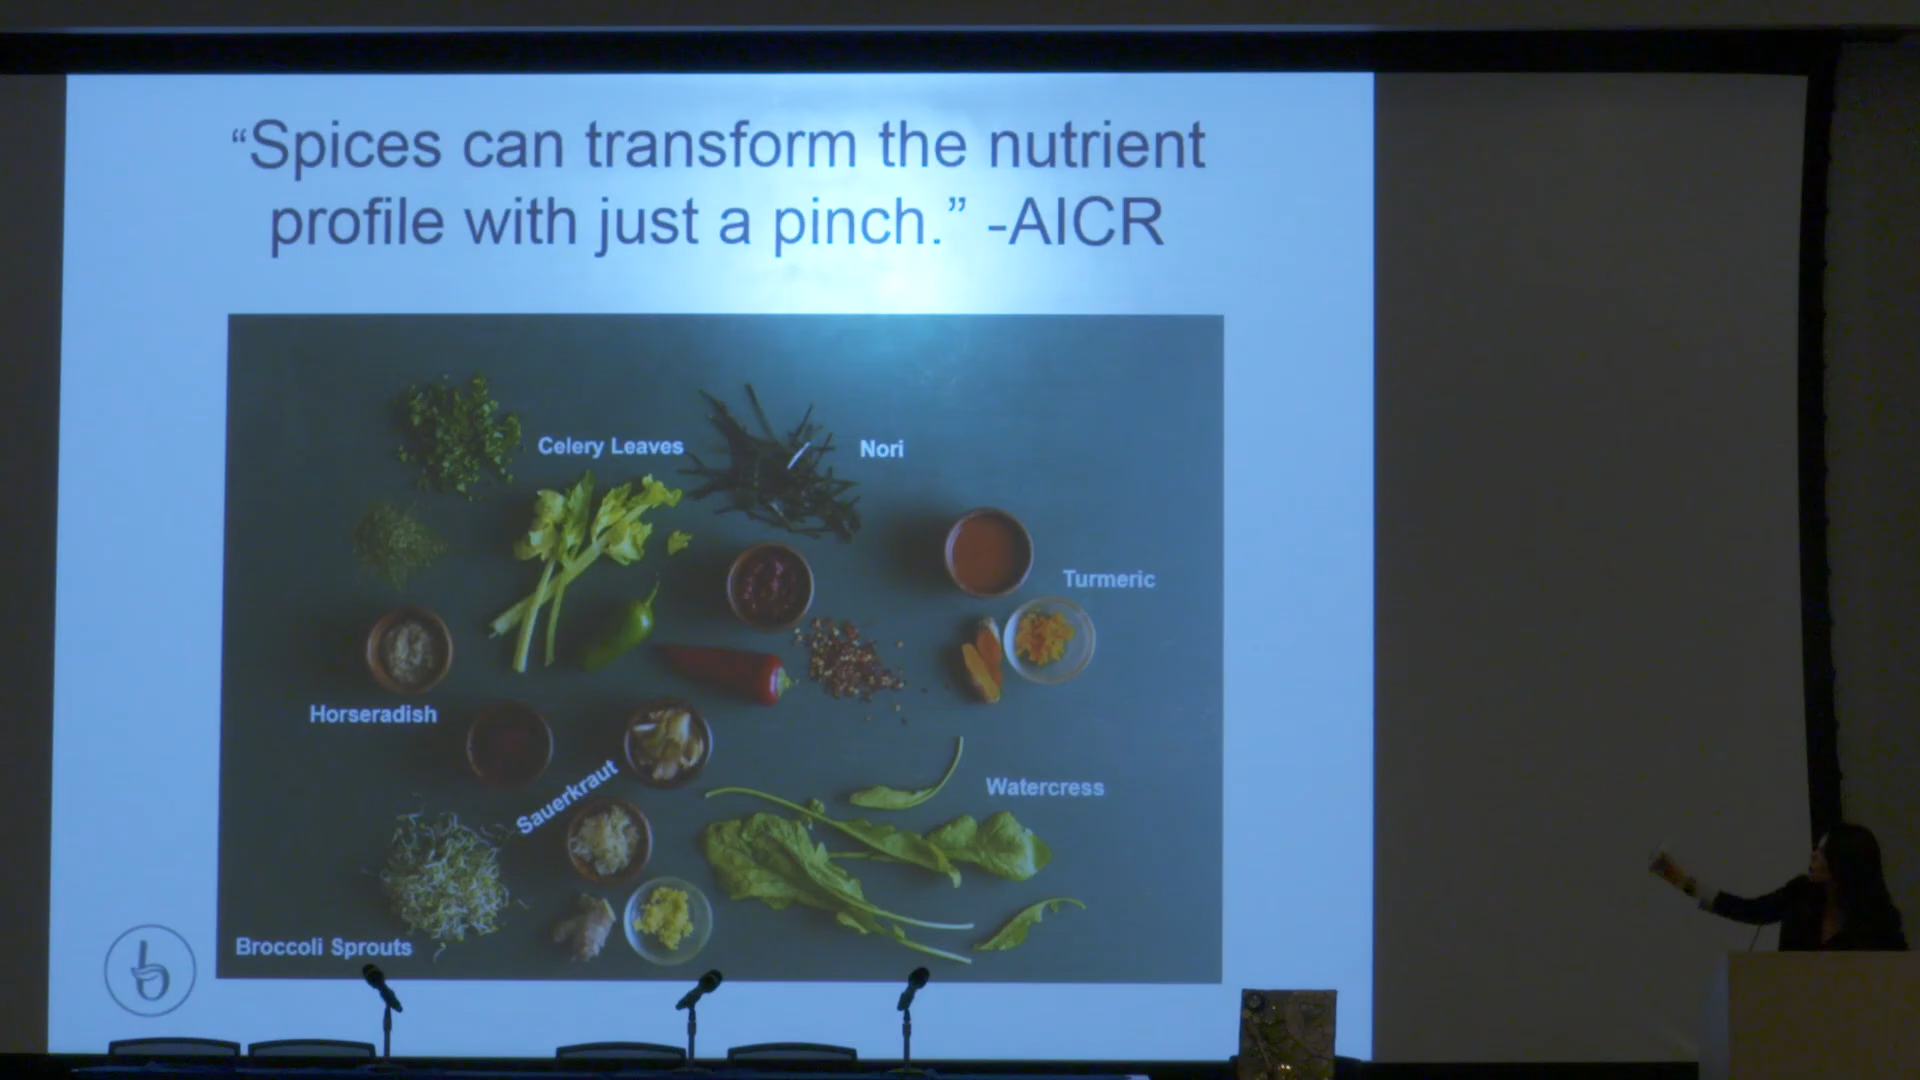 “Spices can transform the nutrient
profile with just a pinch.” -AICR
Celery Leaves
Nori
Turmeric
Horseradish
Sauerkraut
Watercress
Broccoli Sprouts
b